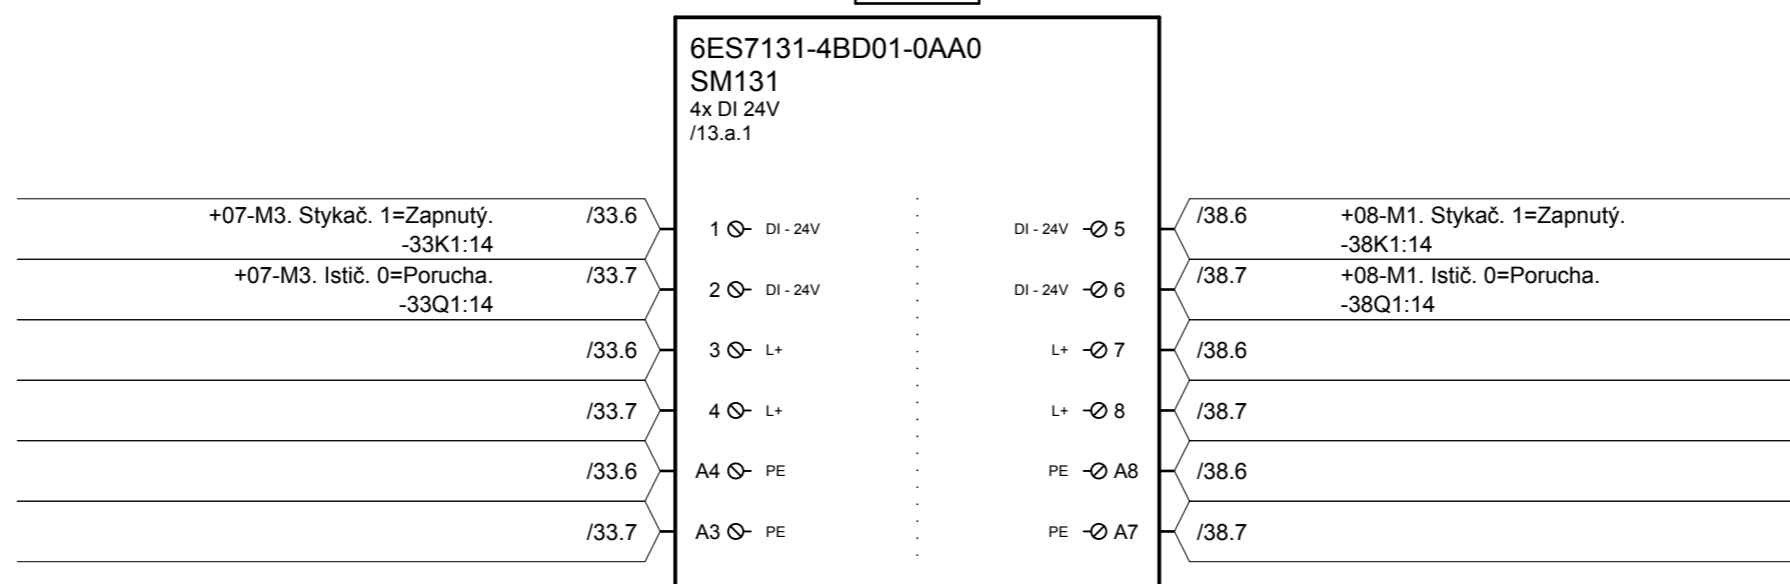 6ES7131-4BD01-0AA0
SM131
4x DI 24V
/13.a.1
+07-M3. Stykač. 1=Zapnutý. /33.6 1 DI - 24V DI - 24V 5 /38.6 +08-M1. Stykač. 1=Zapnutý.
-33K1:14 -38K1:14
+07-M3. Istič. 0=Porucha. /33.7 2 DI - 24V DI - 24V 6 /38.7 +08-M1. Istič. 0=Porucha.
-33Q1:14 -38Q1:14
/33.6 3 L+ L+ 7 /38.6
/33.7 4 L+ L+ 8 /38.7
/33.6 A4 PE PE A8 /38.6
/33.7 A3 PE PE A7 /38.7